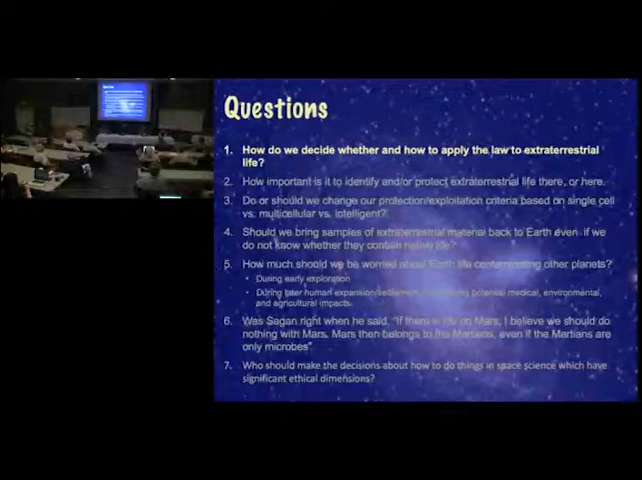 Questions
1. How do we decide whether and how to apply the law to extraterrestrial
life?
2. How important is it to identify and/or protect extraterrestrial life there, or here.
3. Do or should we change our protection/exploitation criteria based on single cell
vs. multicellular vs. intelligent?
4. Should we bring samples of extraterrestrial material back to Earth even if we
do not know whether they contain native life?
5. How much should we be worried about Earth life contaminating other planets?
• During early exploration
• During later human expansion/settlement, considering potential medical, environmental,
and agricultural impacts.
6. Was Sagan right when he said, "If there is life on Mars, I believe we should do
nothing with Mars. Mars then belongs to the Martians, even if the Martians are
only microbes"
7. Who should make the decisions about how to do things in space science which have
significant ethical dimensions?